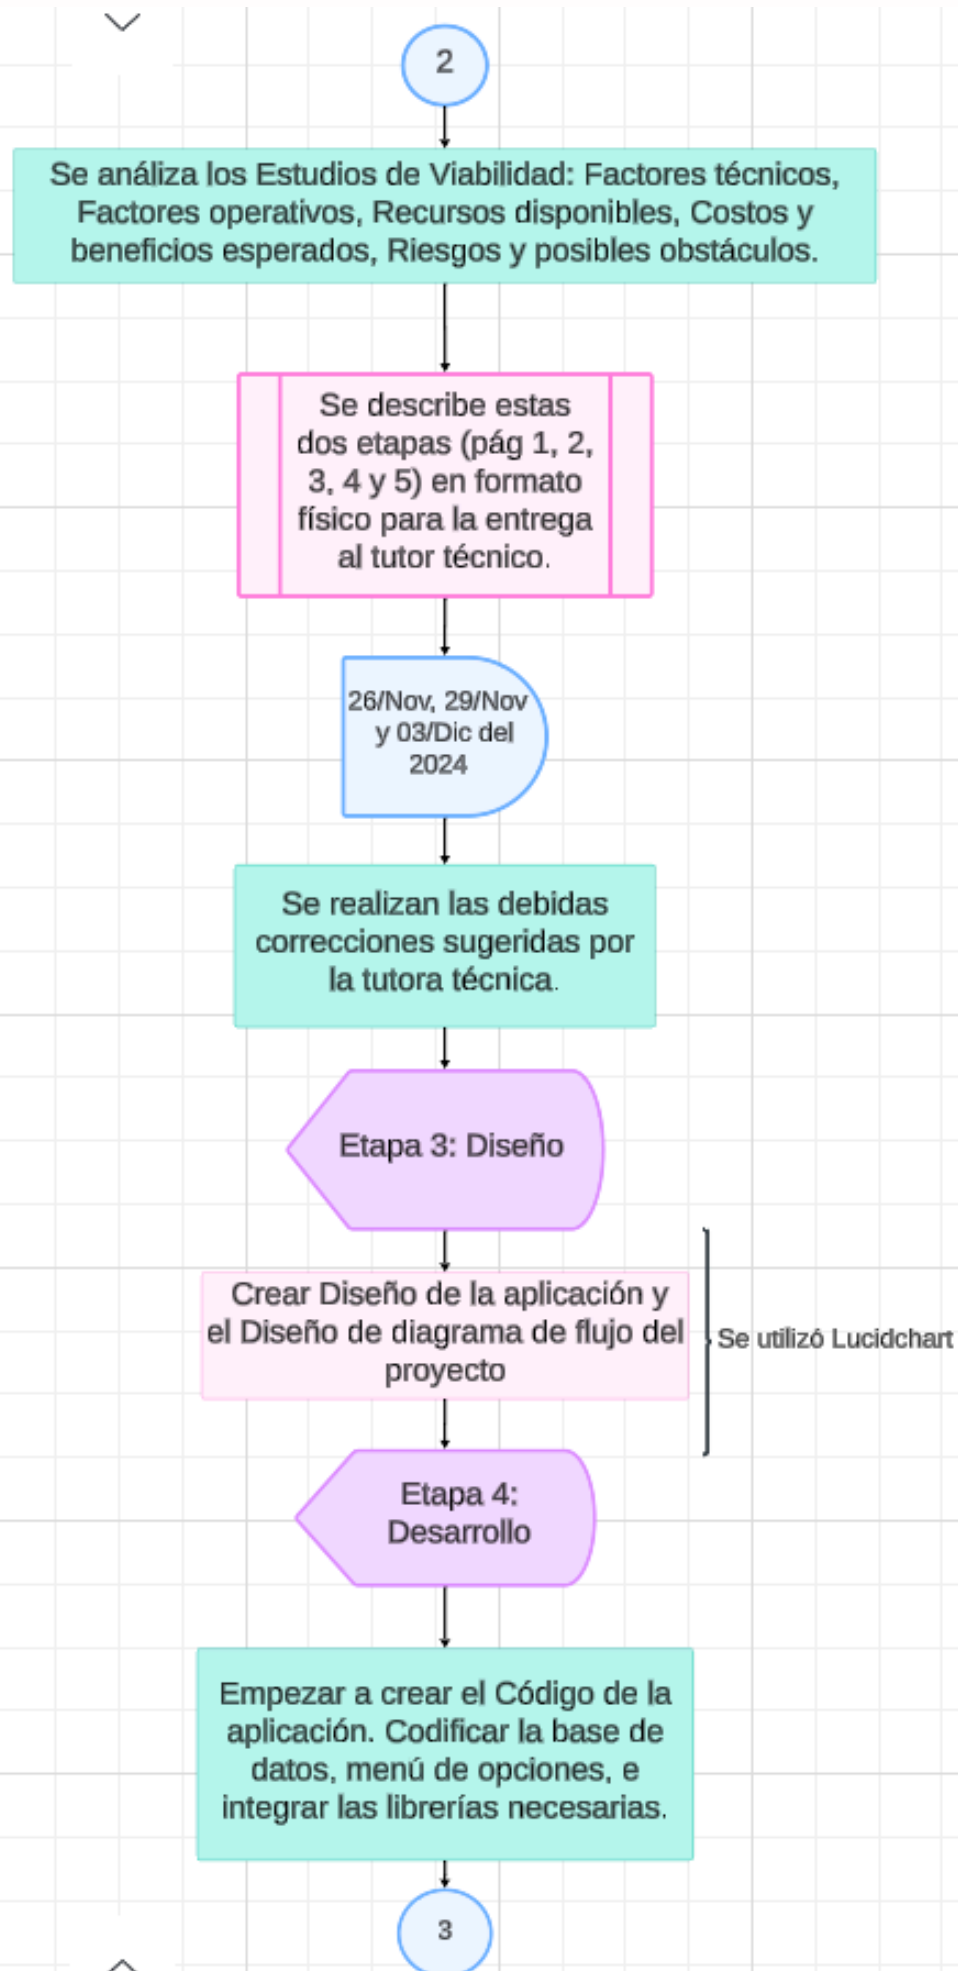 2
Se análiza los Estudios de Viabilidad: Factores técnicos,
Factores operativos, Recursos disponibles, Costos y
beneficios esperados, Riesgos y posibles obstáculos.
Se describe estas
dos etapas (pág 1, 2,
3, 4 y 5) en formato
físico para la entrega
al tutor técnico.
26/Nov, 29/Nov
y 03/Dic del
2024
Se realizan las debidas
correcciones sugeridas por
la tutora técnica.
Etapa 3: Diseño
Crear Diseño de la aplicación y
el Diseño de diagrama de flujo del
proyecto
Se utilizó Lucidchart
Etapa 4:
Desarrollo
Empezar a crear el Código de la
aplicación. Codificar la base de
datos, menú de opciones, e
integrar las librerías necesarias.
3